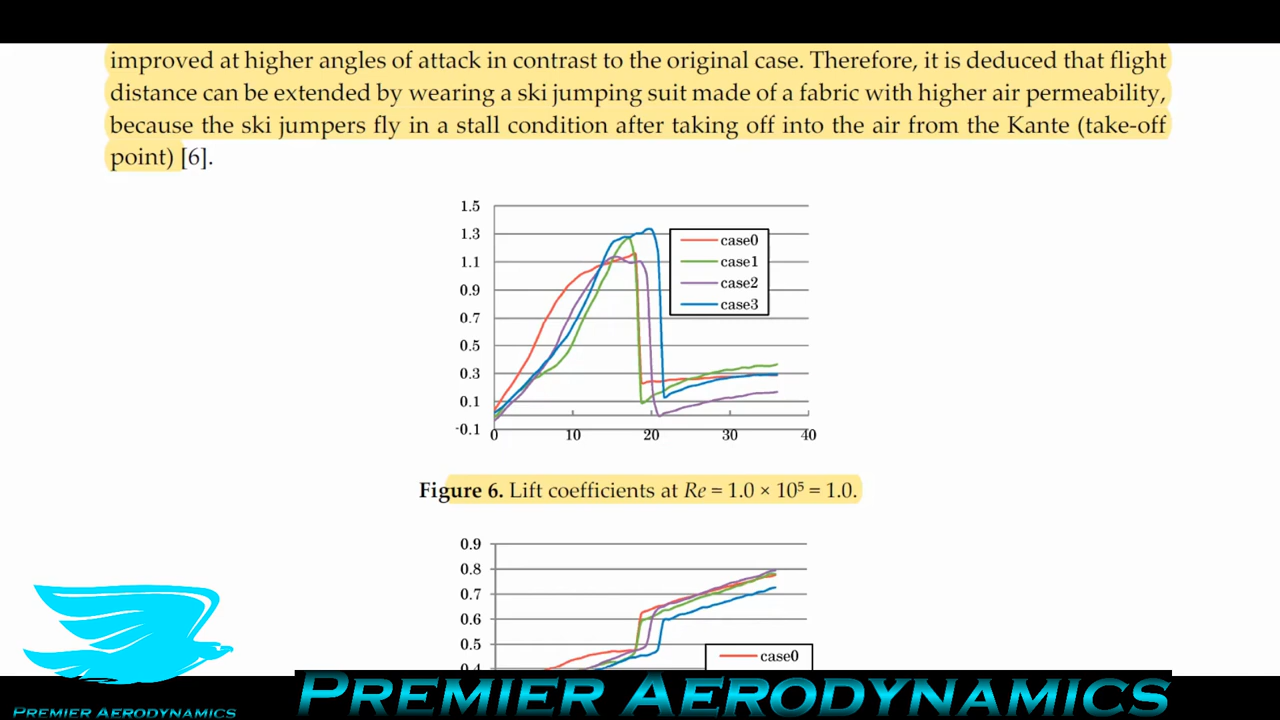 improved at higher angles of attack in contrast to the original case. Therefore, it is deduced that flight
distance can be extended by wearing a ski jumping suit made of a fabric with higher air permeability,
because the ski jumpers fly in a stall condition after taking off into the air from the Kante (take-off
point) [6].
1.5
1.3
1.1
0.9
0.7
0.5
0.3
0.1
-0.1
case0
case1
case2
case3
0 10 20 30 40
Figure 6. Lift coefficients at Re = 1.0 × 10⁵ = 1.0.
0.9
0.8
0.7
0.6
0.5
0.4
case0
PREMIER AERODYNAMICS
PREMIER AERODYNAMICS